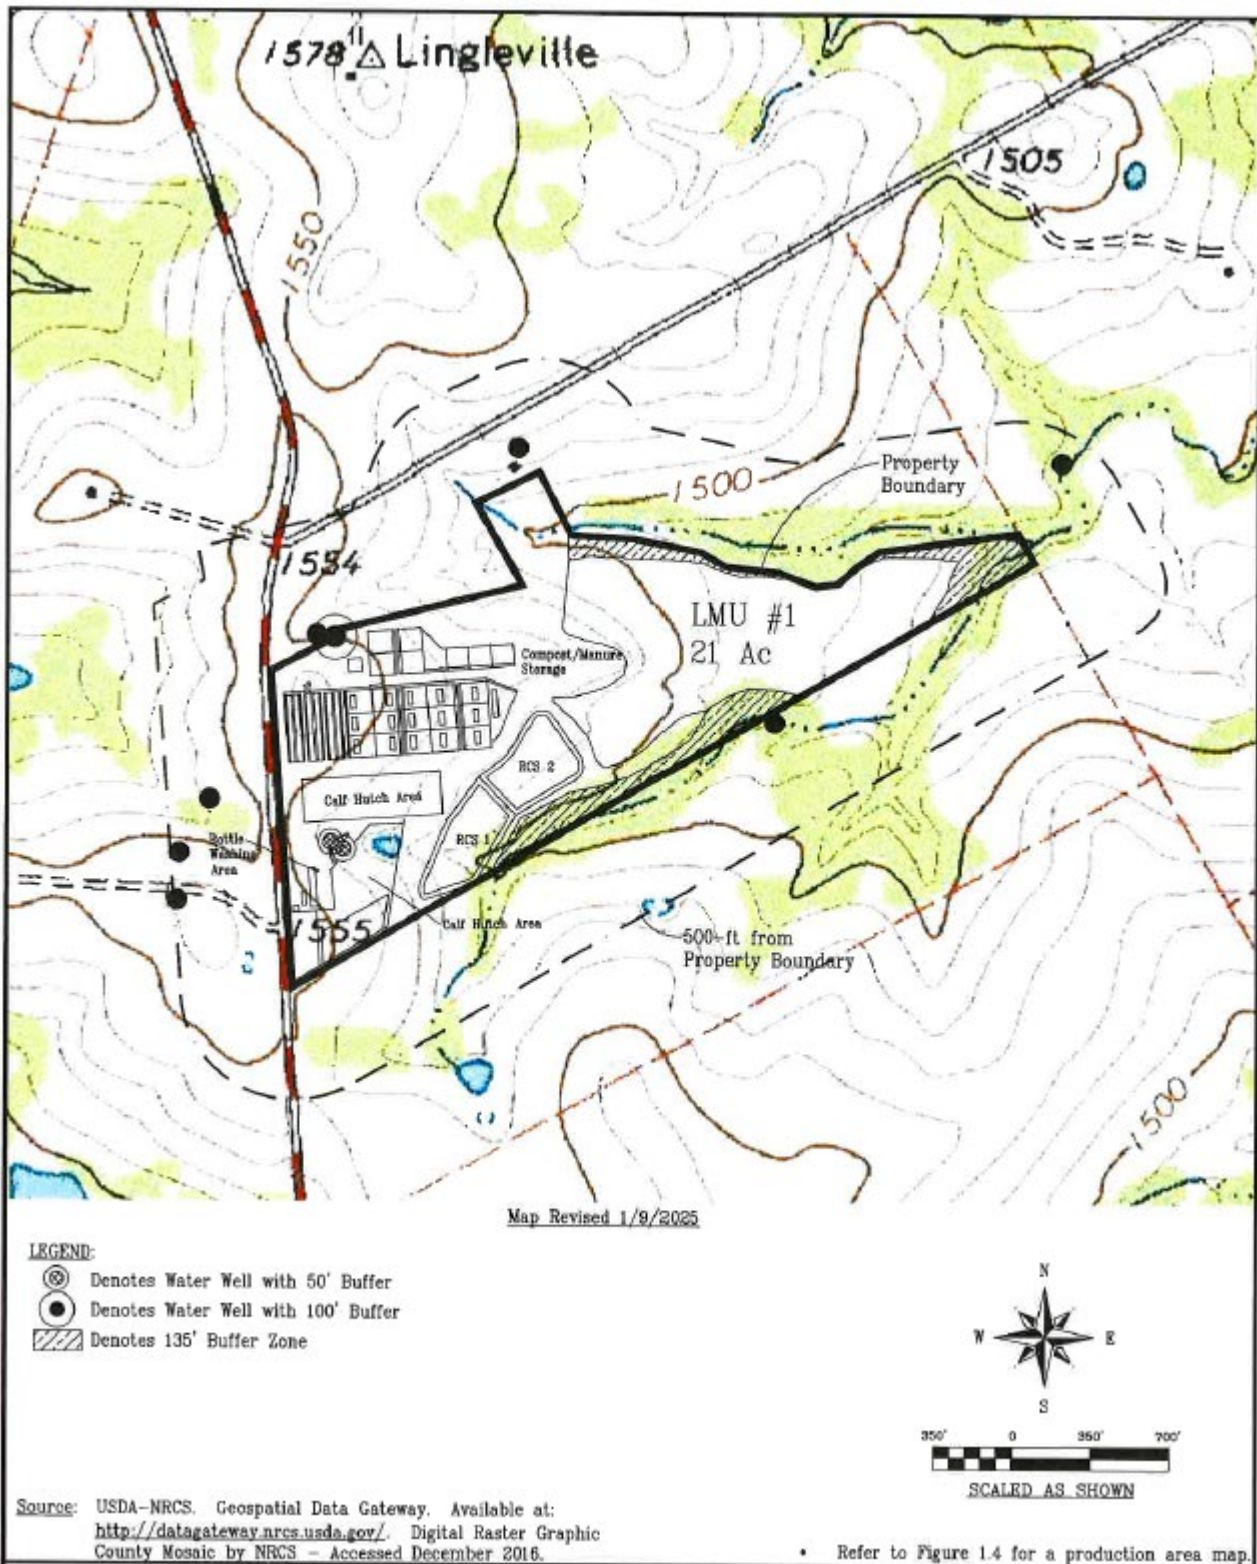 1578 Lingleville
11
1505
1550
1500
Property
Boundary
1554
LMU #1
21 Ac
Compost/Manure
Storage
RCS 2
Calf Hutch Area
RCS 1
Bottle
Washing
Area
Calf Hutch Area
1555
500-ft from
Property Boundary
1500
Map Revised 1/9/2025
LEGEND:
Denotes Water Well with 50' Buffer
Denotes Water Well with 100' Buffer
Denotes 135' Buffer Zone
N
W E
S
350' 0 350' 700'
SCALED AS SHOWN
Source: USDA-NRCS. Geospatial Data Gateway. Available at:
http://datagateway.nrcs.usda.gov/. Digital Raster Graphic
County Mosaic by NRCS - Accessed December 2016.
• Refer to Figure 1.4 for a production area map